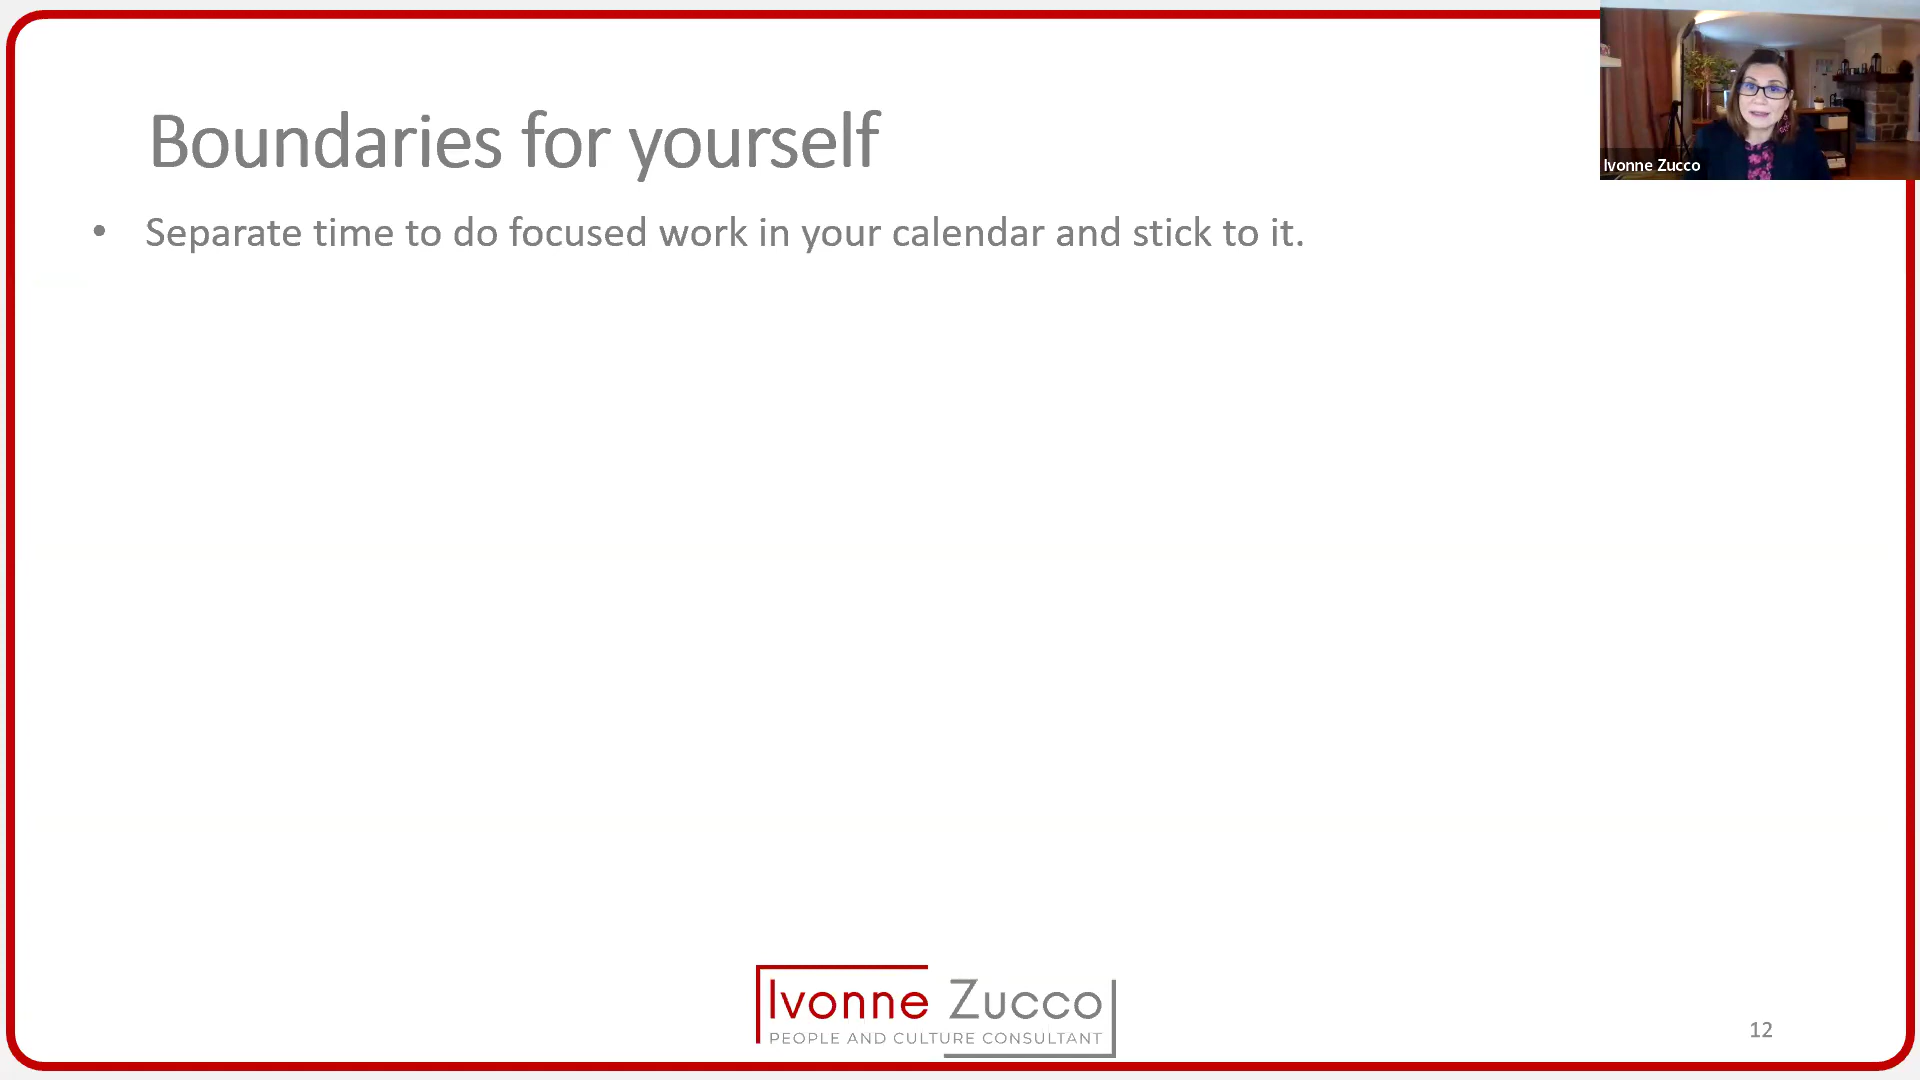 Boundaries for yourself
Ivonne Zucco
• Separate time to do focused work in your calendar and stick to it.
Ivonne Zucco
PEOPLE AND CULTURE CONSULTANT
12